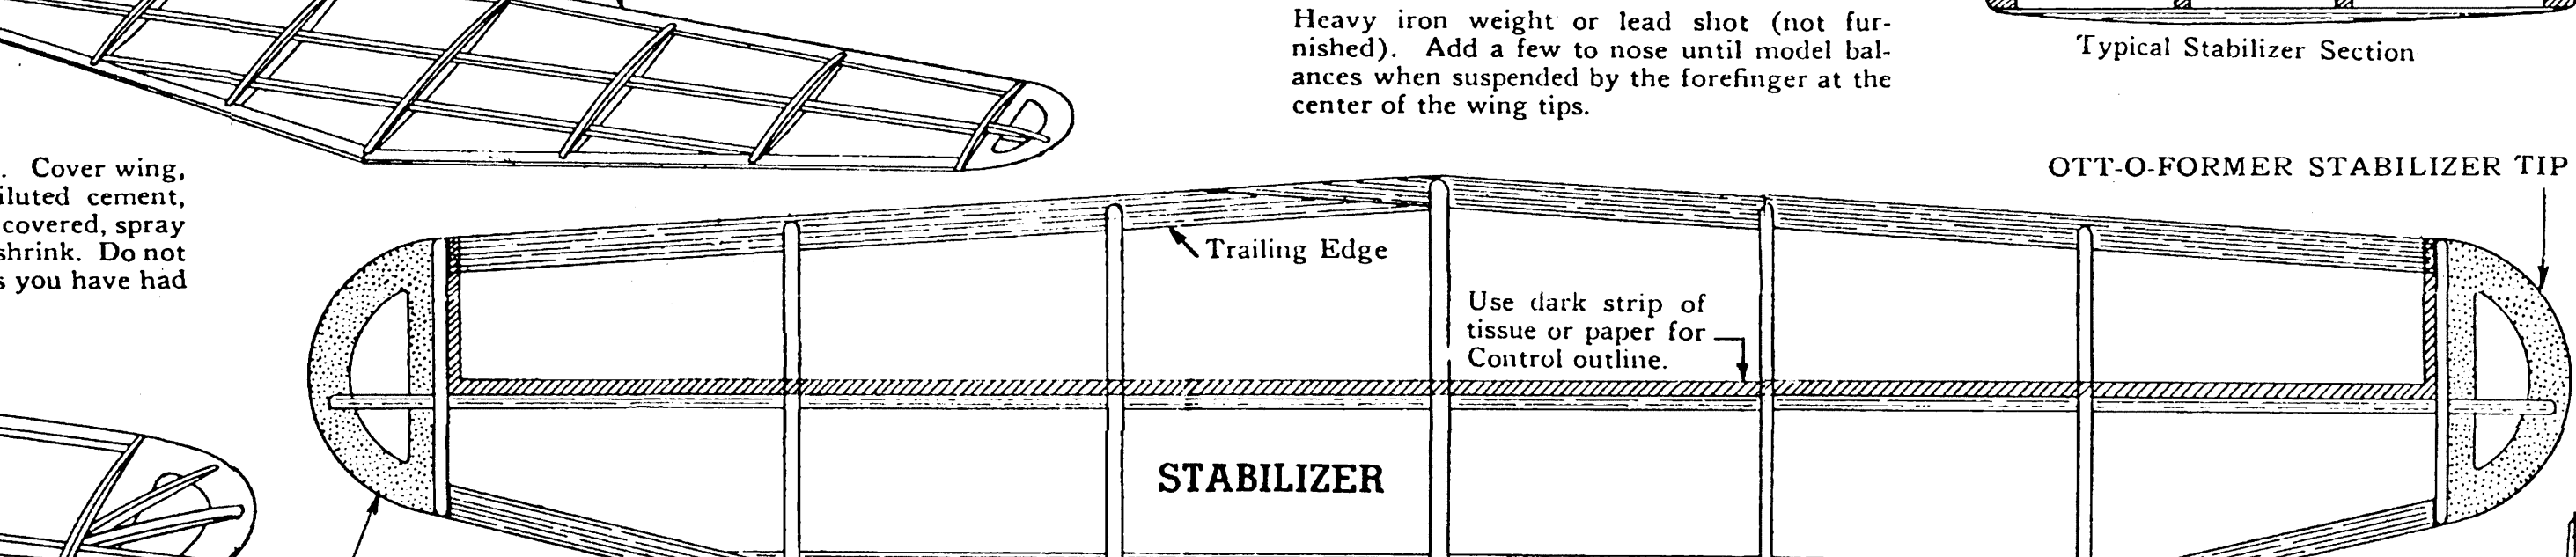 Heavy iron weight or lead shot (not fur-
nished). Add a few to nose until model bal-
ances when suspended by the forefinger at the
center of the wing tips.
Typical Stabilizer Section
. Cover wing,
iluted cement,
covered, spray
shrink. Do not
s you have had
OTT-O-FORMER STABILIZER TIP
Trailing Edge
Use dark strip of
tissue or paper for
Control outline.
STABILIZER